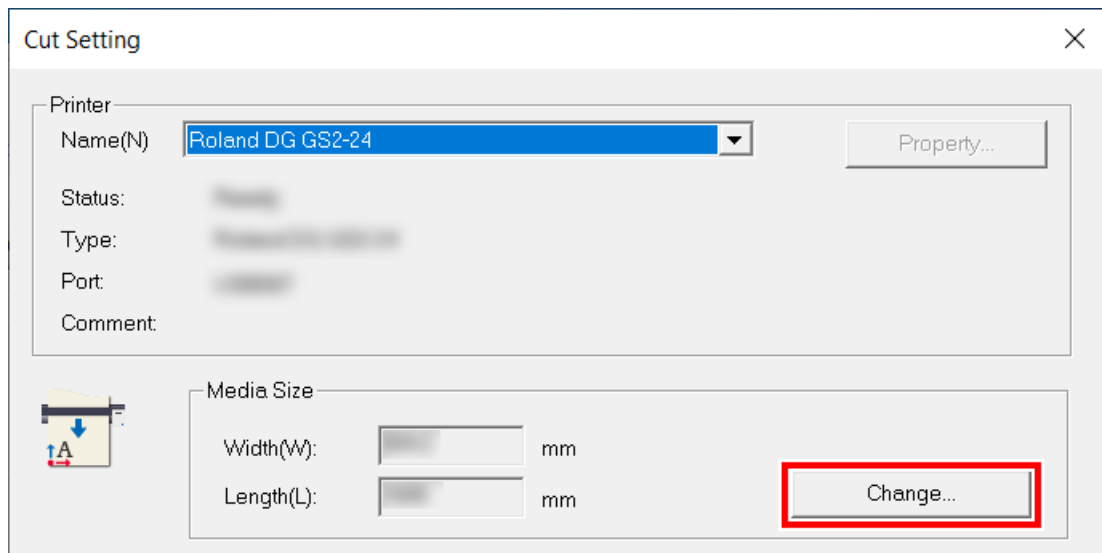 Cut Setting
Printer
Name(N) Roland DG GS2-24 Property...
Status:
Type:
Port:
Comment:
Media Size
Width(W): mm
Length(L): mm
Change...
A